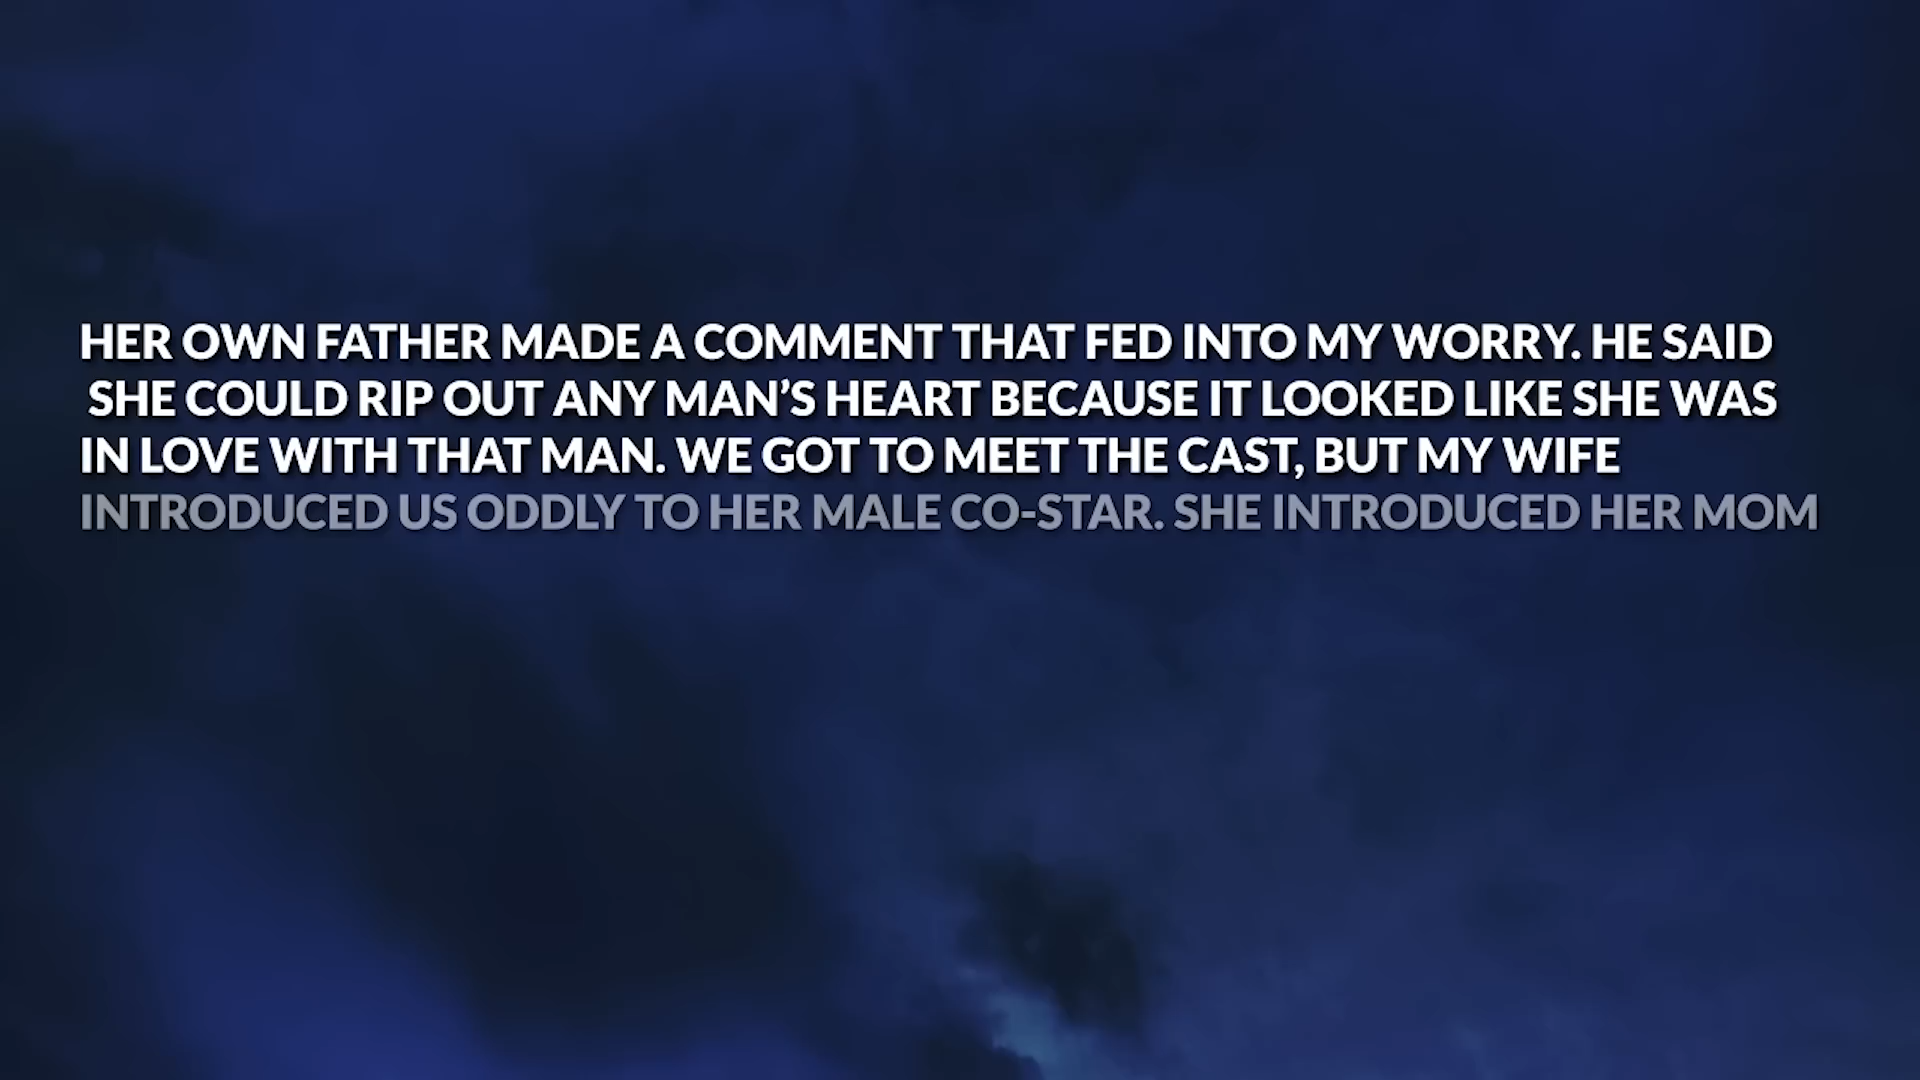 HER OWN FATHER MADE A COMMENT THAT FED INTO MY WORRY. HE SAID
SHE COULD RIP OUT ANY MAN’S HEART BECAUSE IT LOOKED LIKE SHE WAS
IN LOVE WITH THAT MAN. WE GOT TO MEET THE CAST, BUT MY WIFE
INTRODUCED US ODDLY TO HER MALE CO-STAR. SHE INTRODUCED HER MOM